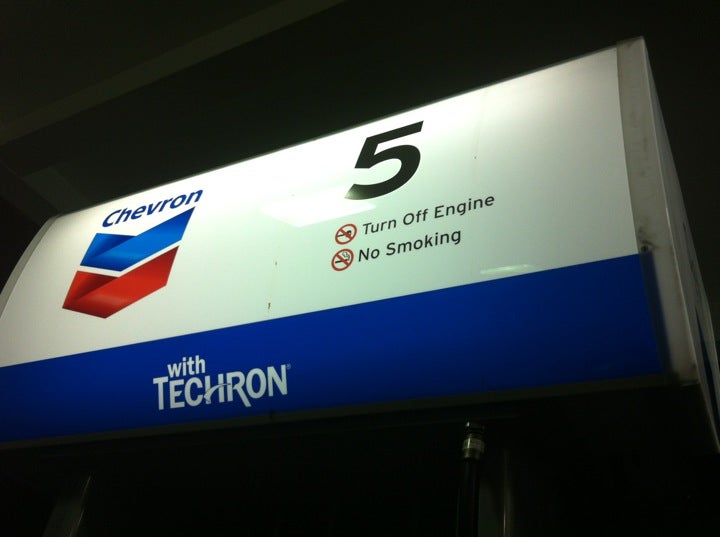 Chevron
5
Turn Off Engine
No Smoking
with
TECHRON®